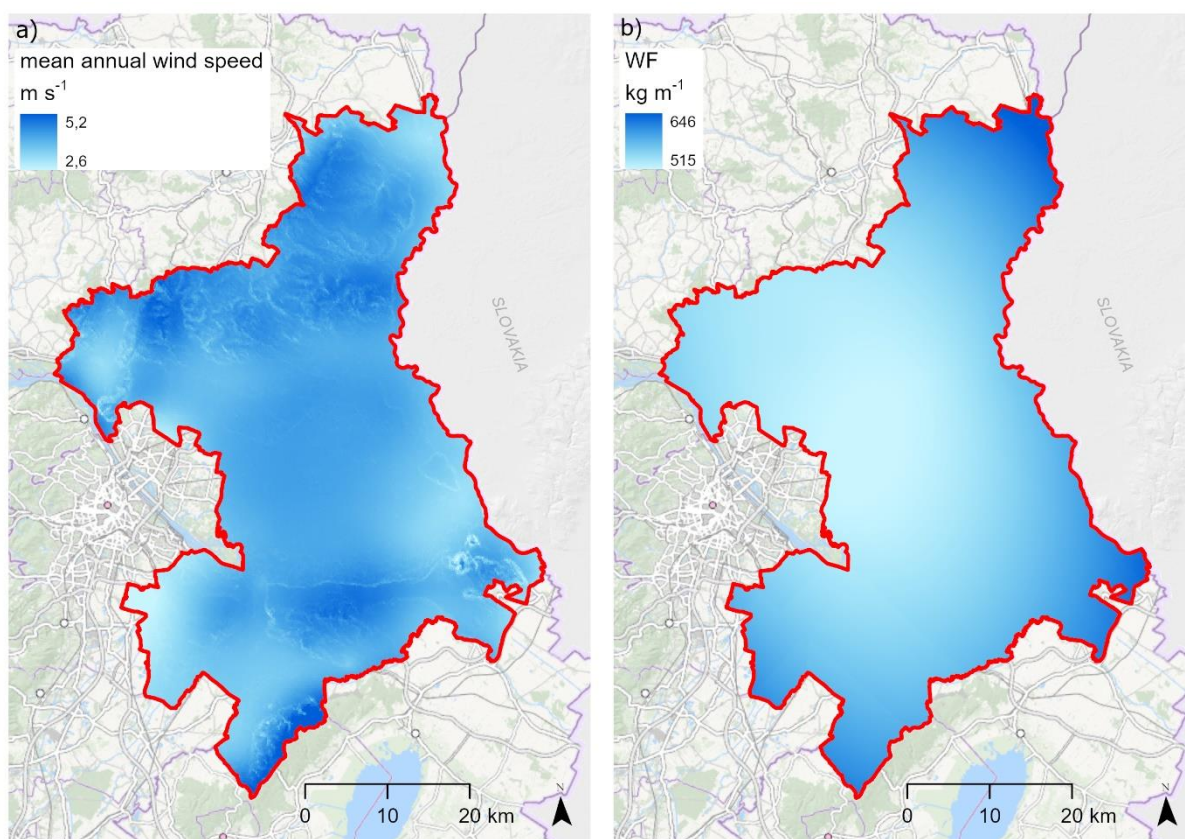 a)
mean annual wind speed
m s⁻¹
5,2
2,6
SLOVAKIA
0 10 20 km
N
b)
WF
kg m⁻¹
646
515
SLOVAKIA
0 10 20 km
N